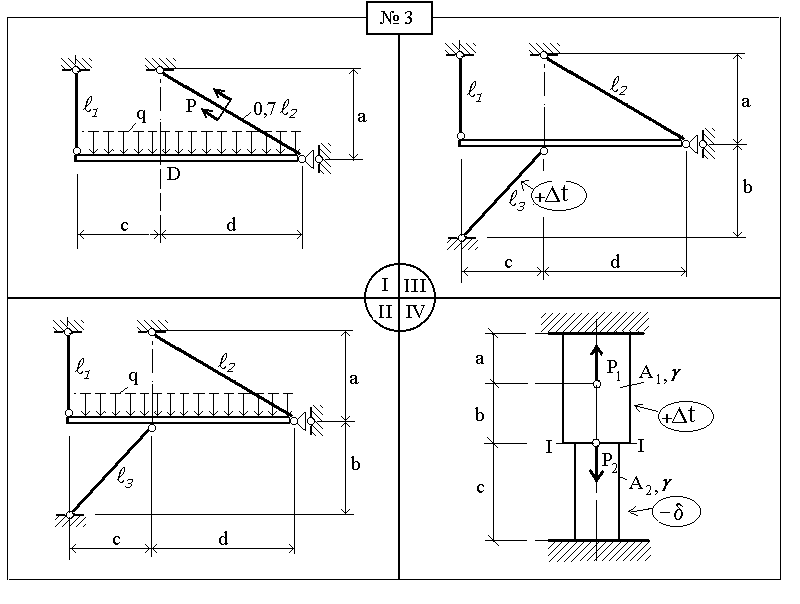 № 3
ℓ1
q
P
0,7 ℓ2
a
D
c
d
I
III
II
IV
ℓ1
ℓ2
a
ℓ3
+Δt
b
c
d
ℓ1
q
ℓ2
a
ℓ3
b
c
d
a
P1
A1, γ
b
+Δt
I
I
P2
c
A2, γ
−δ